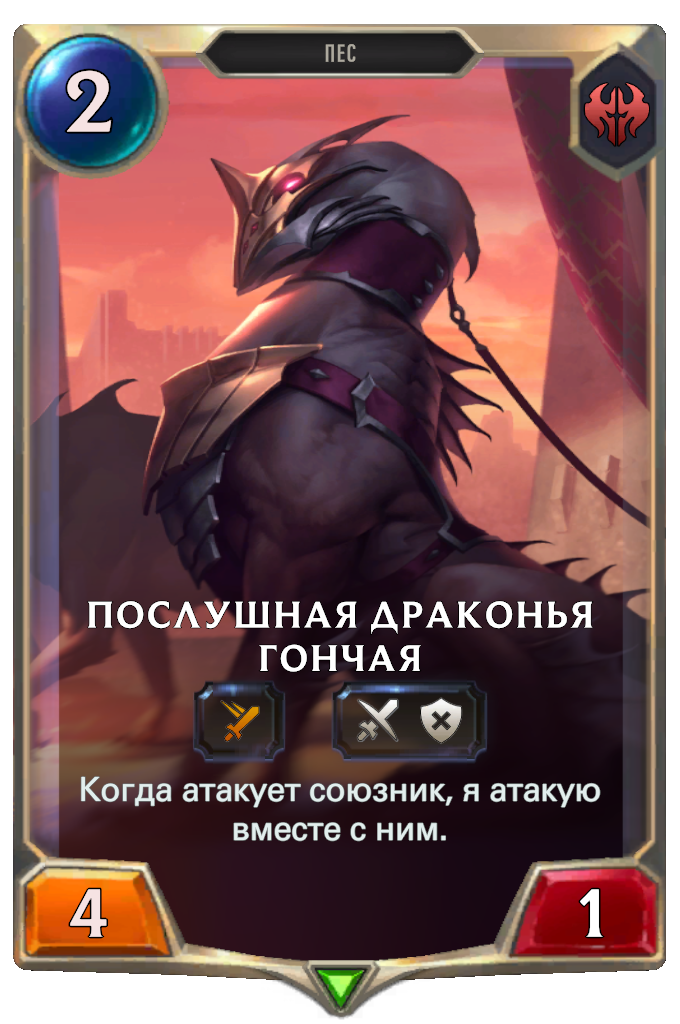 ПЕС
2
ПОСЛУШНАЯ ДРАКОНЬЯ
ГОНЧАЯ
Когда атакует союзник, я атакую
вместе с ним.
4
1